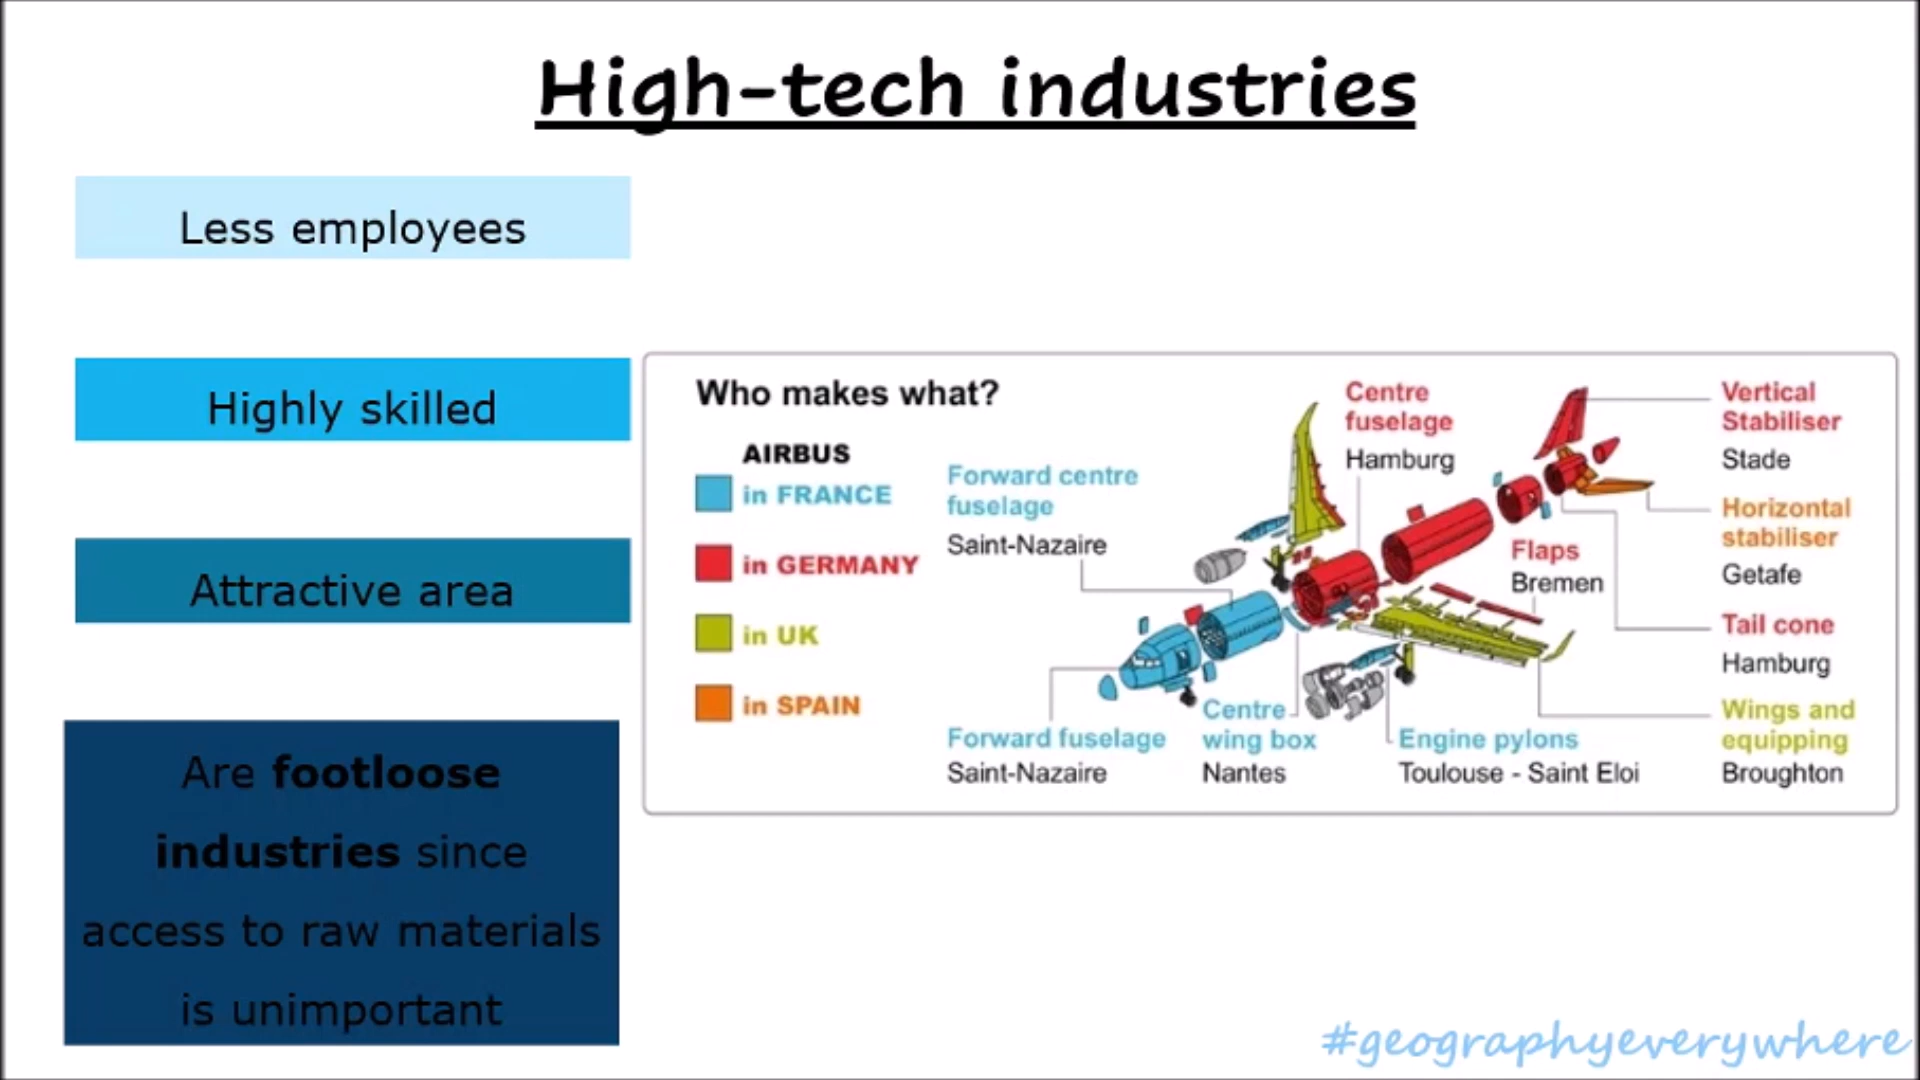 High-tech industries
Less employees
Highly skilled
Attractive area
Are footloose
industries since
access to raw materials
is unimportant
Who makes what?
AIRBUS
in FRANCE
in GERMANY
in UK
in SPAIN
Forward centre
fuselage
Saint-Nazaire
Centre
fuselage
Hamburg
Vertical
Stabiliser
Stade
Horizontal
stabiliser
Getafe
Flaps
Bremen
Tail cone
Hamburg
Forward fuselage
Saint-Nazaire
Centre
wing box
Nantes
Engine pylons
Toulouse - Saint Eloi
Wings and
equipping
Broughton
#geographyeverywhere